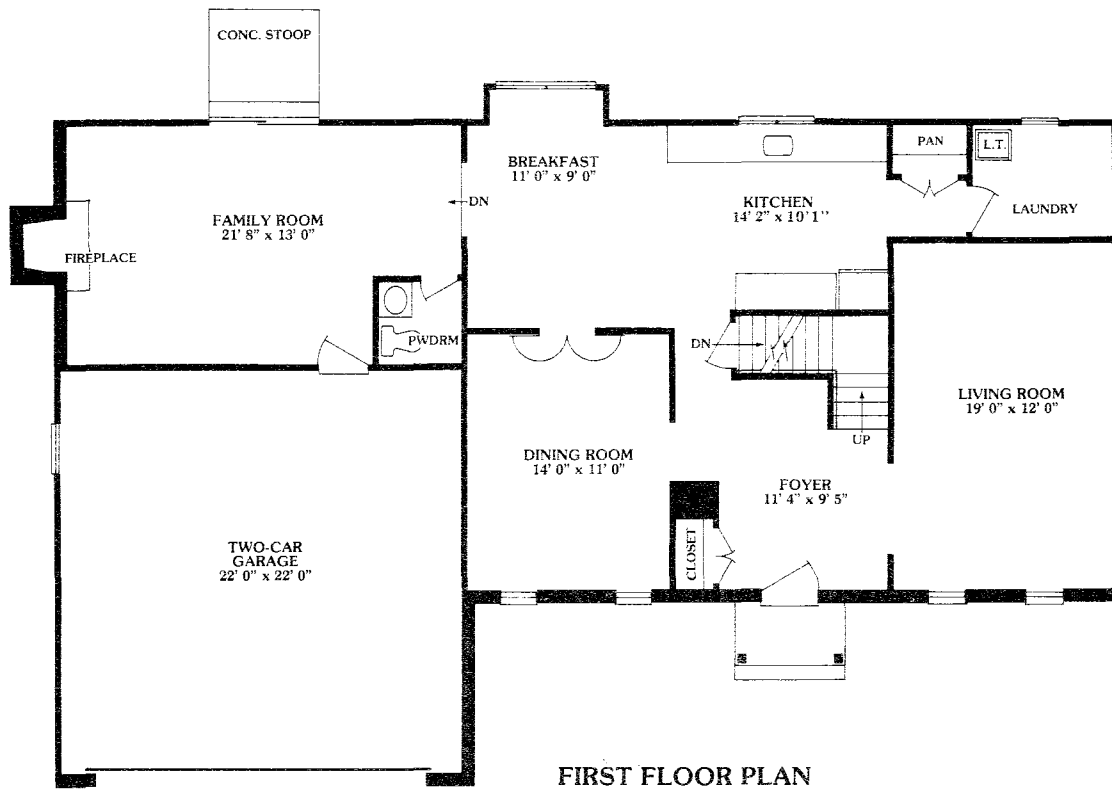 CONC. STOOP
BREAKFAST
11' 0" x 9' 0"
PAN
L.T.
DN
KITCHEN
14' 2" x 10' 1"
LAUNDRY
FAMILY ROOM
21' 8" x 13' 0"
FIREPLACE
PWDRM
DN
LIVING ROOM
19' 0" x 12' 0"
UP
DINING ROOM
14' 0" x 11' 0"
FOYER
11' 4" x 9' 5"
CLOSET
TWO-CAR
GARAGE
22' 0" x 22' 0"
FIRST FLOOR PLAN